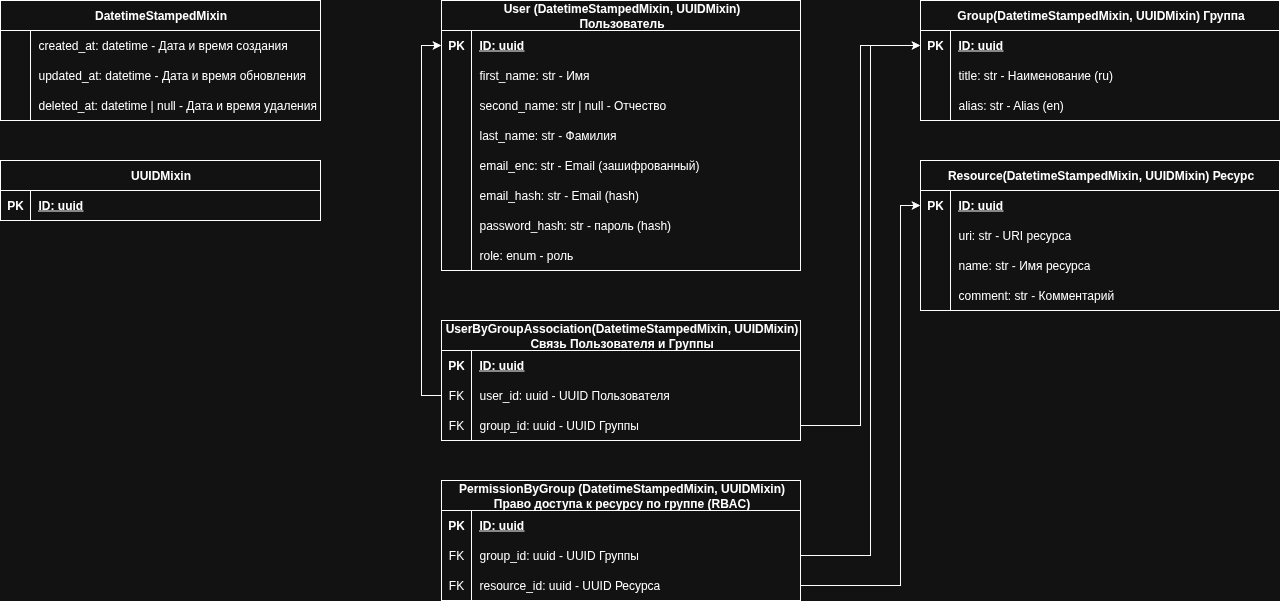 DatetimeStampedMixin
created_at: datetime - Дата и время создания
updated_at: datetime - Дата и время обновления
deleted_at: datetime | null - Дата и время удаления
UUIDMixin
PK ID: uuid
User (DatetimeStampedMixin, UUIDMixin)
Пользователь
PK ID: uuid
first_name: str - Имя
second_name: str | null - Отчество
last_name: str - Фамилия
email_enc: str - Email (зашифрованный)
email_hash: str - Email (hash)
password_hash: str - пароль (hash)
role: enum - роль
UserByGroupAssociation(DatetimeStampedMixin, UUIDMixin)
Связь Пользователя и Группы
PK ID: uuid
FK user_id: uuid - UUID Пользователя
FK group_id: uuid - UUID Группы
PermissionByGroup (DatetimeStampedMixin, UUIDMixin)
Право доступа к ресурсу по группе (RBAC)
PK ID: uuid
FK group_id: uuid - UUID Группы
FK resource_id: uuid - UUID Ресурса
Group(DatetimeStampedMixin, UUIDMixin) Группа
PK ID: uuid
title: str - Наименование (ru)
alias: str - Alias (en)
Resource(DatetimeStampedMixin, UUIDMixin) Ресурс
PK ID: uuid
uri: str - URI ресурса
name: str - Имя ресурса
comment: str - Комментарий